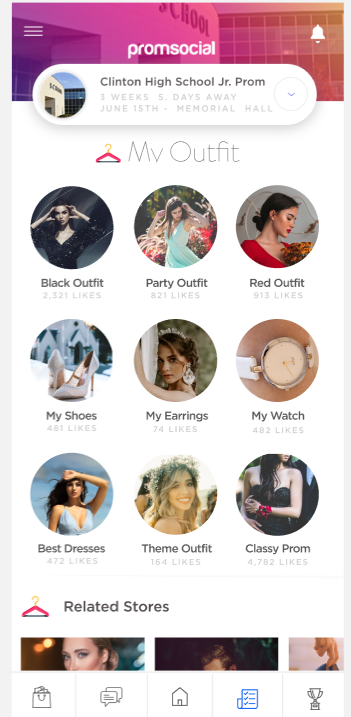 SCHOOL
promsocial
SCHOOL
Clinton High School Jr. Prom
3 WEEKS 5. DAYS AWAY
JUNE 15TH - MEMORIAL HALL
My Outfit
Black Outfit
Party Outfit
Red Outfit
2,321 LIKES
821 LIKES
913 LIKES
My Shoes
My Earrings
My Watch
481 LIKES
74 LIKES
482 LIKES
Best Dresses
Theme Outfit
Classy Prom
472 LIKES
164 LIKES
4,782 LIKES
Related Stores